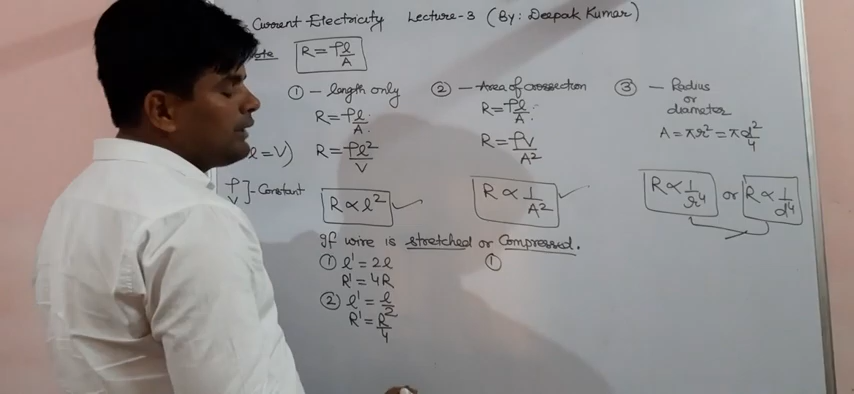 Current Electricity Lecture-3 (By: Deepak Kumar)
R = ρl/A
① - length only
R = ρl/A
R = ρl²/V
R ∝ l²
② - Area of crossection
R = ρl/A
R = ρV/A²
R ∝ 1/A²
③ - Radius
or
diameter
A = πr² = πd²/4
R ∝ 1/r⁴ or R ∝ 1/d⁴
l = V)
ρ
V ]- Constant
If wire is stretched or Compressed.
① l' = 2l
R' = 4R
② l' = l/2
R' = R/4
①